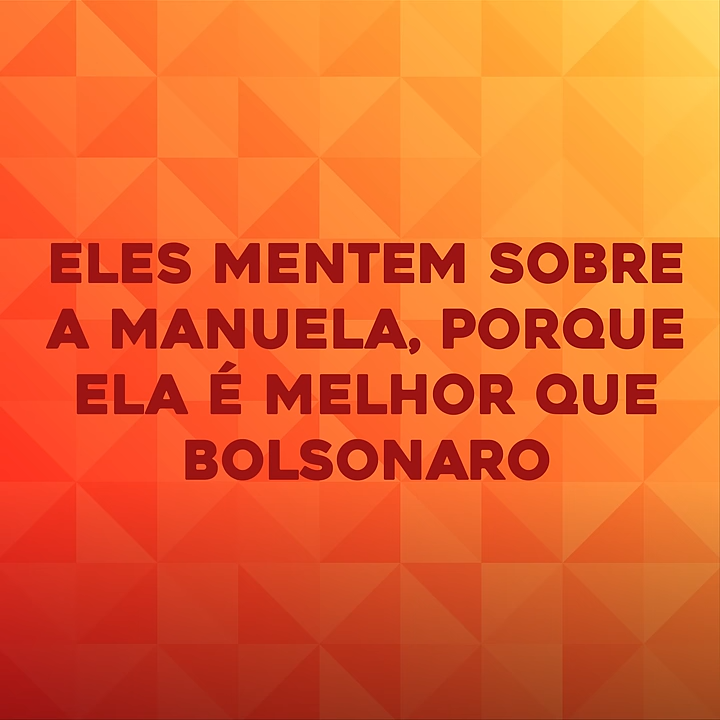 ELES MENTEM SOBRE
A MANUELA, PORQUE
ELA É MELHOR QUE
BOLSONARO